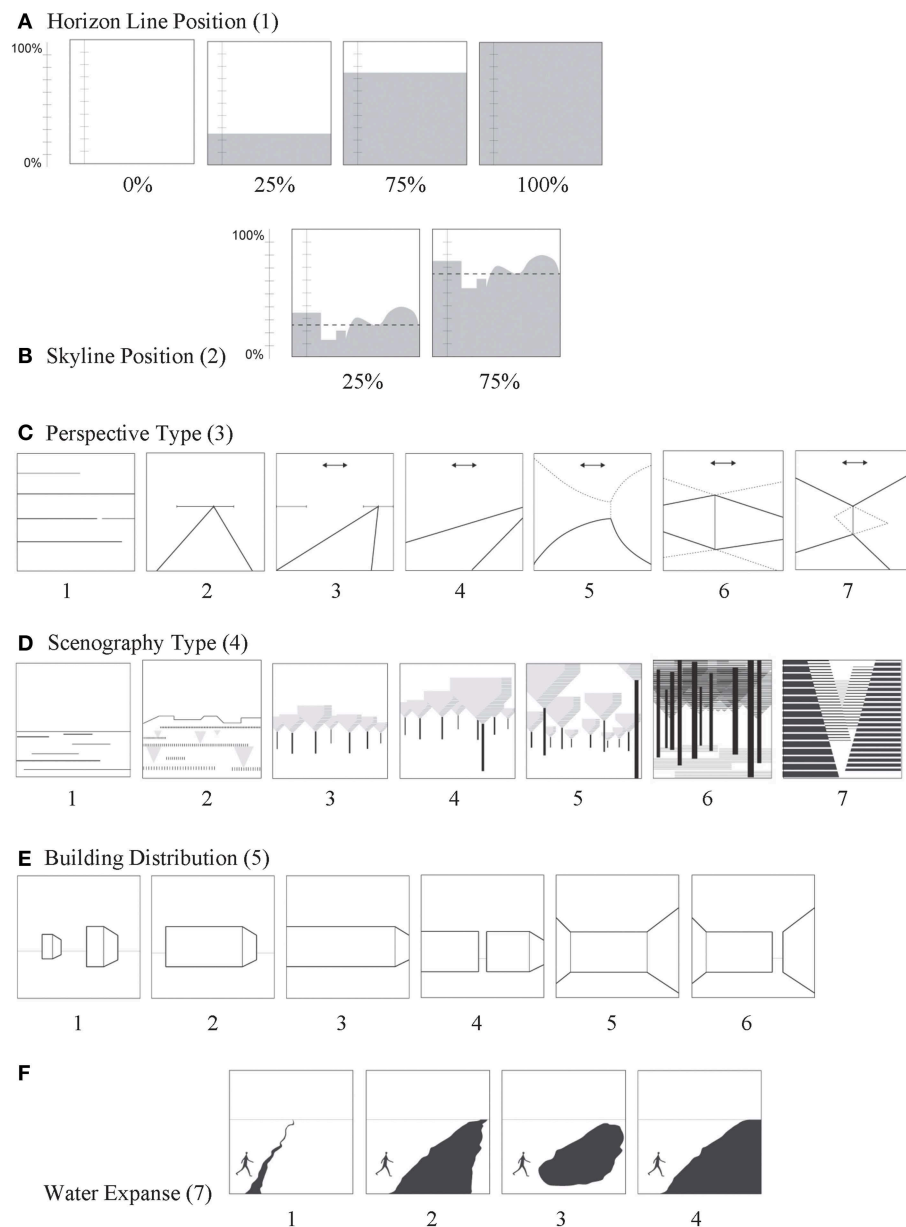 A Horizon Line Position (1)
100%
0%
0% 25% 75% 100%
100%
0%
B Skyline Position (2)
25% 75%
C Perspective Type (3)
1 2 3 4 5 6 7
D Scenography Type (4)
1 2 3 4 5 6 7
E Building Distribution (5)
1 2 3 4 5 6
F
Water Expanse (7)
1 2 3 4